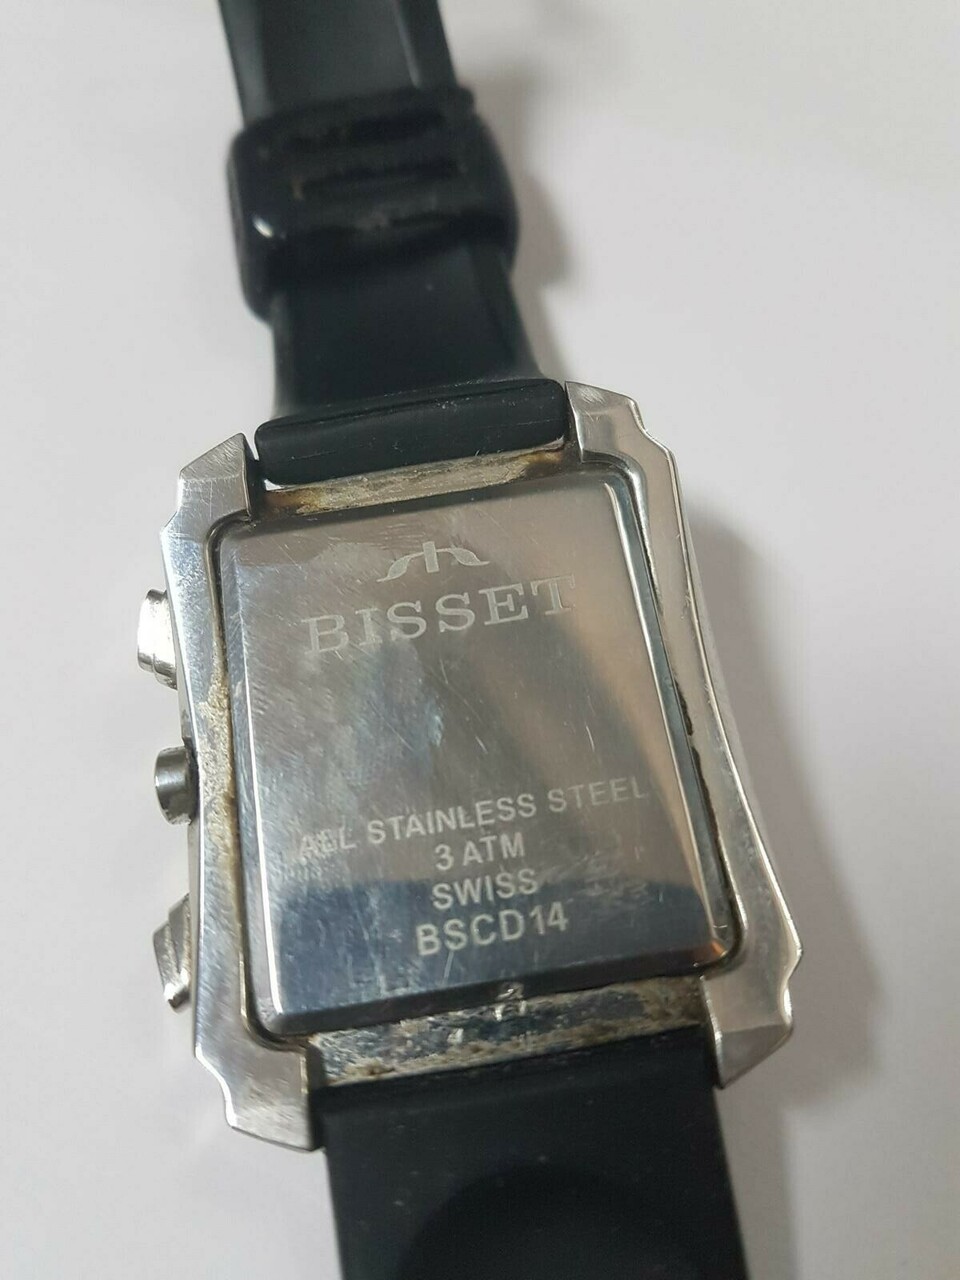 BISSET
ALL STAINLESS STEEL
3 ATM
SWISS
BSCD14